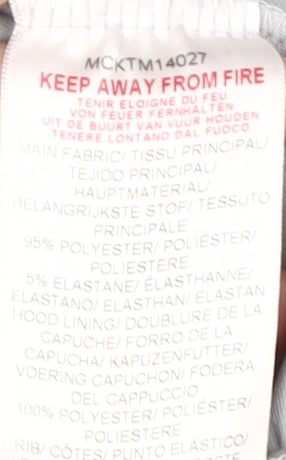 MCKTM14027
KEEP AWAY FROM FIRE
TENIR ELOIGNE DU FEU
VON FEUER FERNHALTEN
UIT DE BUURT VAN VUUR HOUDEN
TENERE LONTANO DAL FUOCO
MAIN FABRIC/ TISSU PRINCIPAL/
TEJIDO PRINCIPAL/
HAUPTMATERIAL/
BELANGRIJKSTE STOF/ TESSUTO
PRINCIPALE
95% POLYESTER/ POLIÉSTER/
POLIESTERE
5% ELASTANE/ ÉLASTHANNE/
ELASTANO/ ELASTHAN/ ELASTAN
HOOD LINING/ DOUBLURE DE LA
CAPUCHE/ FORRO DE LA
CAPUCHA/ KAPUZENFUTTER/
VOERING CAPUCHON/ FODERA
DEL CAPPUCCIO
100% POLYESTER/ POLIÉSTER/
POLIESTERE
RIB/ CÔTES/ PUNTO ELÁSTICO/